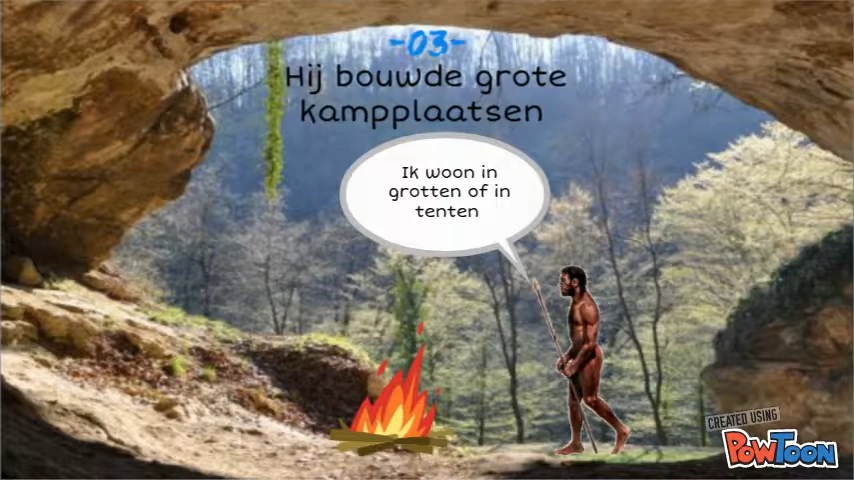 -03-
Hij bouwde grote
kampplaatsen
Ik woon in
grotten of in
tenten
CREATED USING
POWTOON